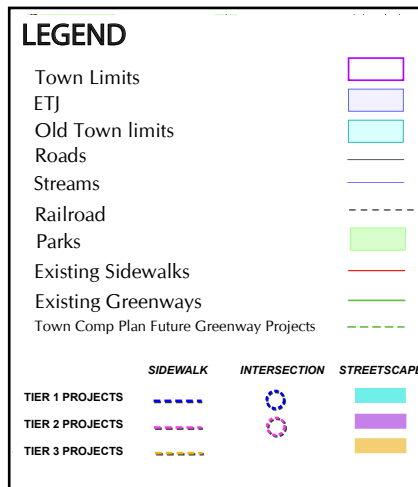 LEGEND
Town Limits
ETJ
Old Town limits
Roads
Streams
Railroad
Parks
Existing Sidewalks
Existing Greenways
Town Comp Plan Future Greenway Projects
SIDEWALK INTERSECTION STREETSCAPE
TIER 1 PROJECTS
TIER 2 PROJECTS
TIER 3 PROJECTS